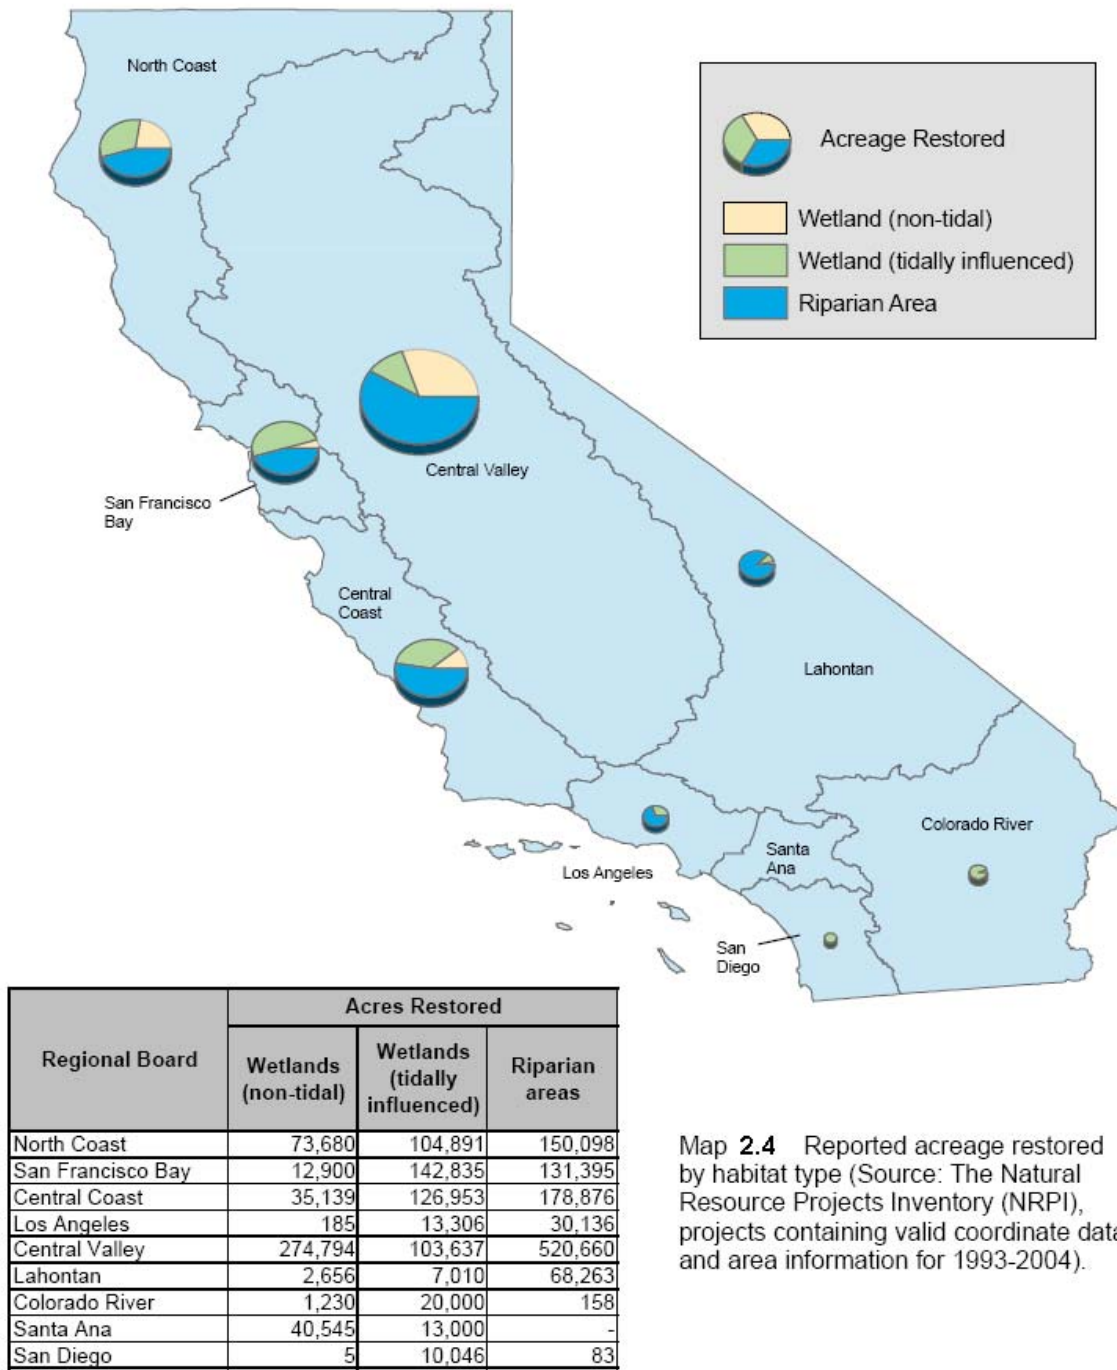 North Coast
Acreage Restored
Wetland (non-tidal)
Wetland (tidally influenced)
Riparian Area
Central Valley
San Francisco
Bay
Central
Coast
Lahontan
Colorado River
Santa
Ana
Los Angeles
San
Diego
Regional Board
Acres Restored
Wetlands
(non-tidal)
Wetlands
(tidally
influenced)
Riparian
areas
North Coast 73,680 104,891 150,098
San Francisco Bay 12,900 142,835 131,395
Central Coast 35,139 126,953 178,876
Los Angeles 185 13,306 30,136
Central Valley 274,794 103,637 520,660
Lahontan 2,656 7,010 68,263
Colorado River 1,230 20,000 158
Santa Ana 40,545 13,000 -
San Diego 5 10,046 83
Map 2.4 Reported acreage restored
by habitat type (Source: The Natural
Resource Projects Inventory (NRPI),
projects containing valid coordinate data
and area information for 1993-2004).